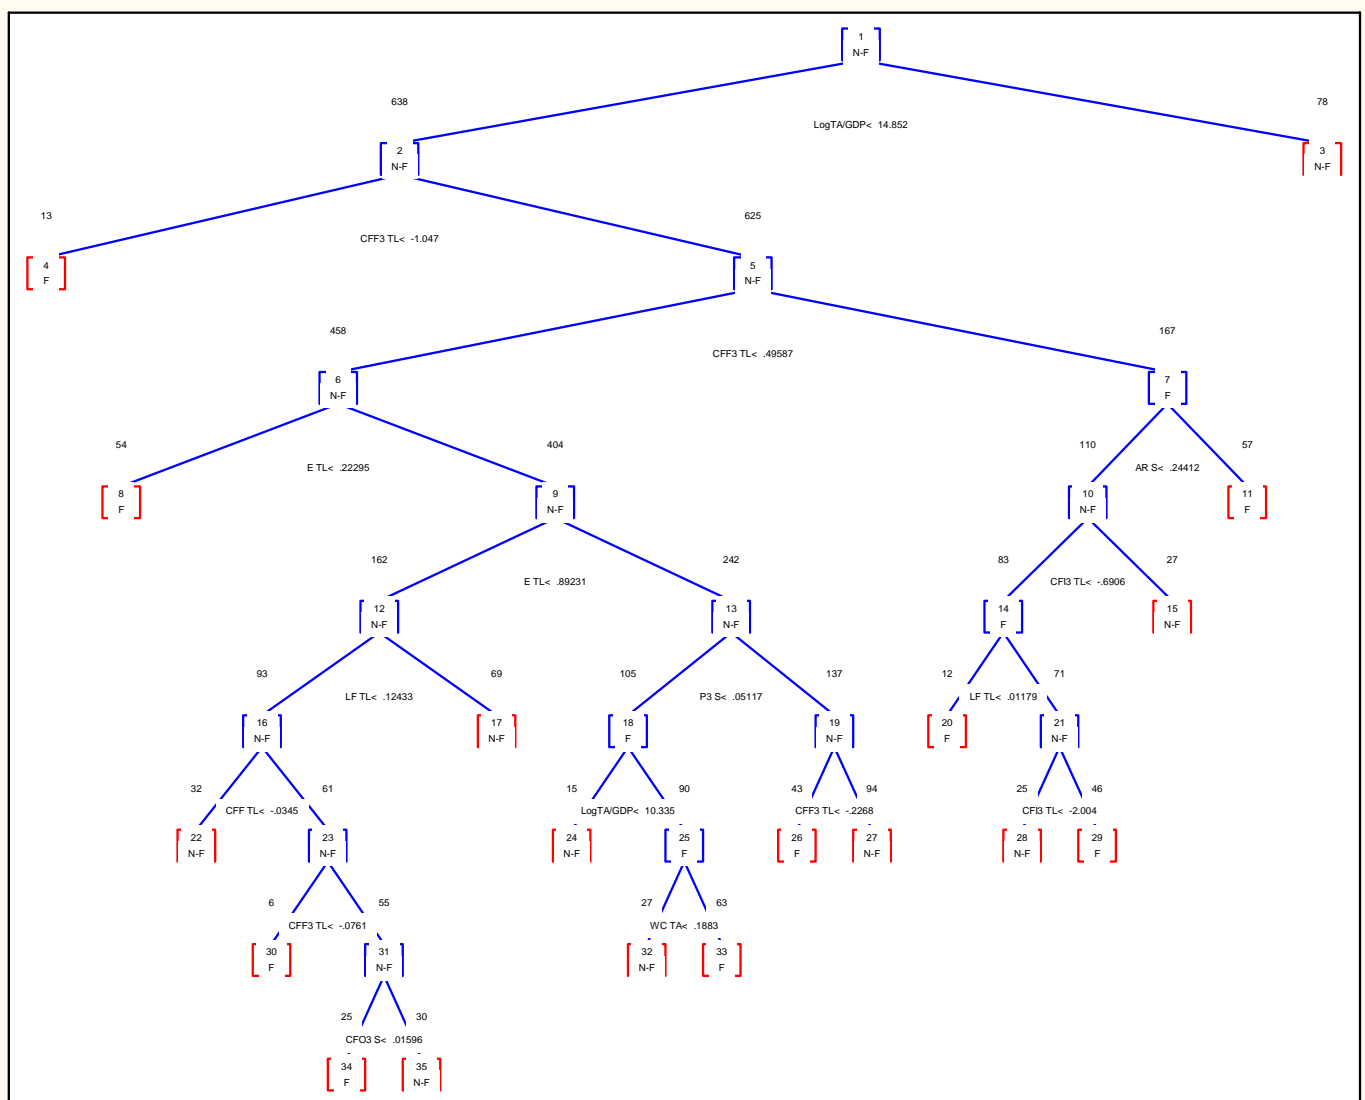 1
N-F
638
78
LogTA/GDP< 14.852
2
N-F
3
N-F
13
625
CFF3 TL< -1.047
4
F
5
N-F
458
167
CFF3 TL< .49587
6
N-F
7
F
54
404
110
57
E TL< .22295
AR S< .24412
8
F
9
N-F
10
N-F
11
F
162
242
83
27
E TL< .89231
CFI3 TL< -.6906
12
N-F
13
N-F
14
F
15
N-F
93
69
105
137
12
71
LF TL< .12433
P3 S< .05117
LF TL< .01179
16
N-F
17
N-F
18
F
19
N-F
20
F
21
N-F
32
61
15
90
43
94
25
46
CFF TL< -.0345
LogTA/GDP< 10.335
CFF3 TL< -.2268
CFI3 TL< -2.004
22
N-F
23
N-F
24
N-F
25
F
26
F
27
N-F
28
N-F
29
F
6
55
27
63
CFF3 TL< -.0761
WC TA< .1883
30
F
31
N-F
32
N-F
33
F
25
30
CFO3 S< .01596
34
F
35
N-F